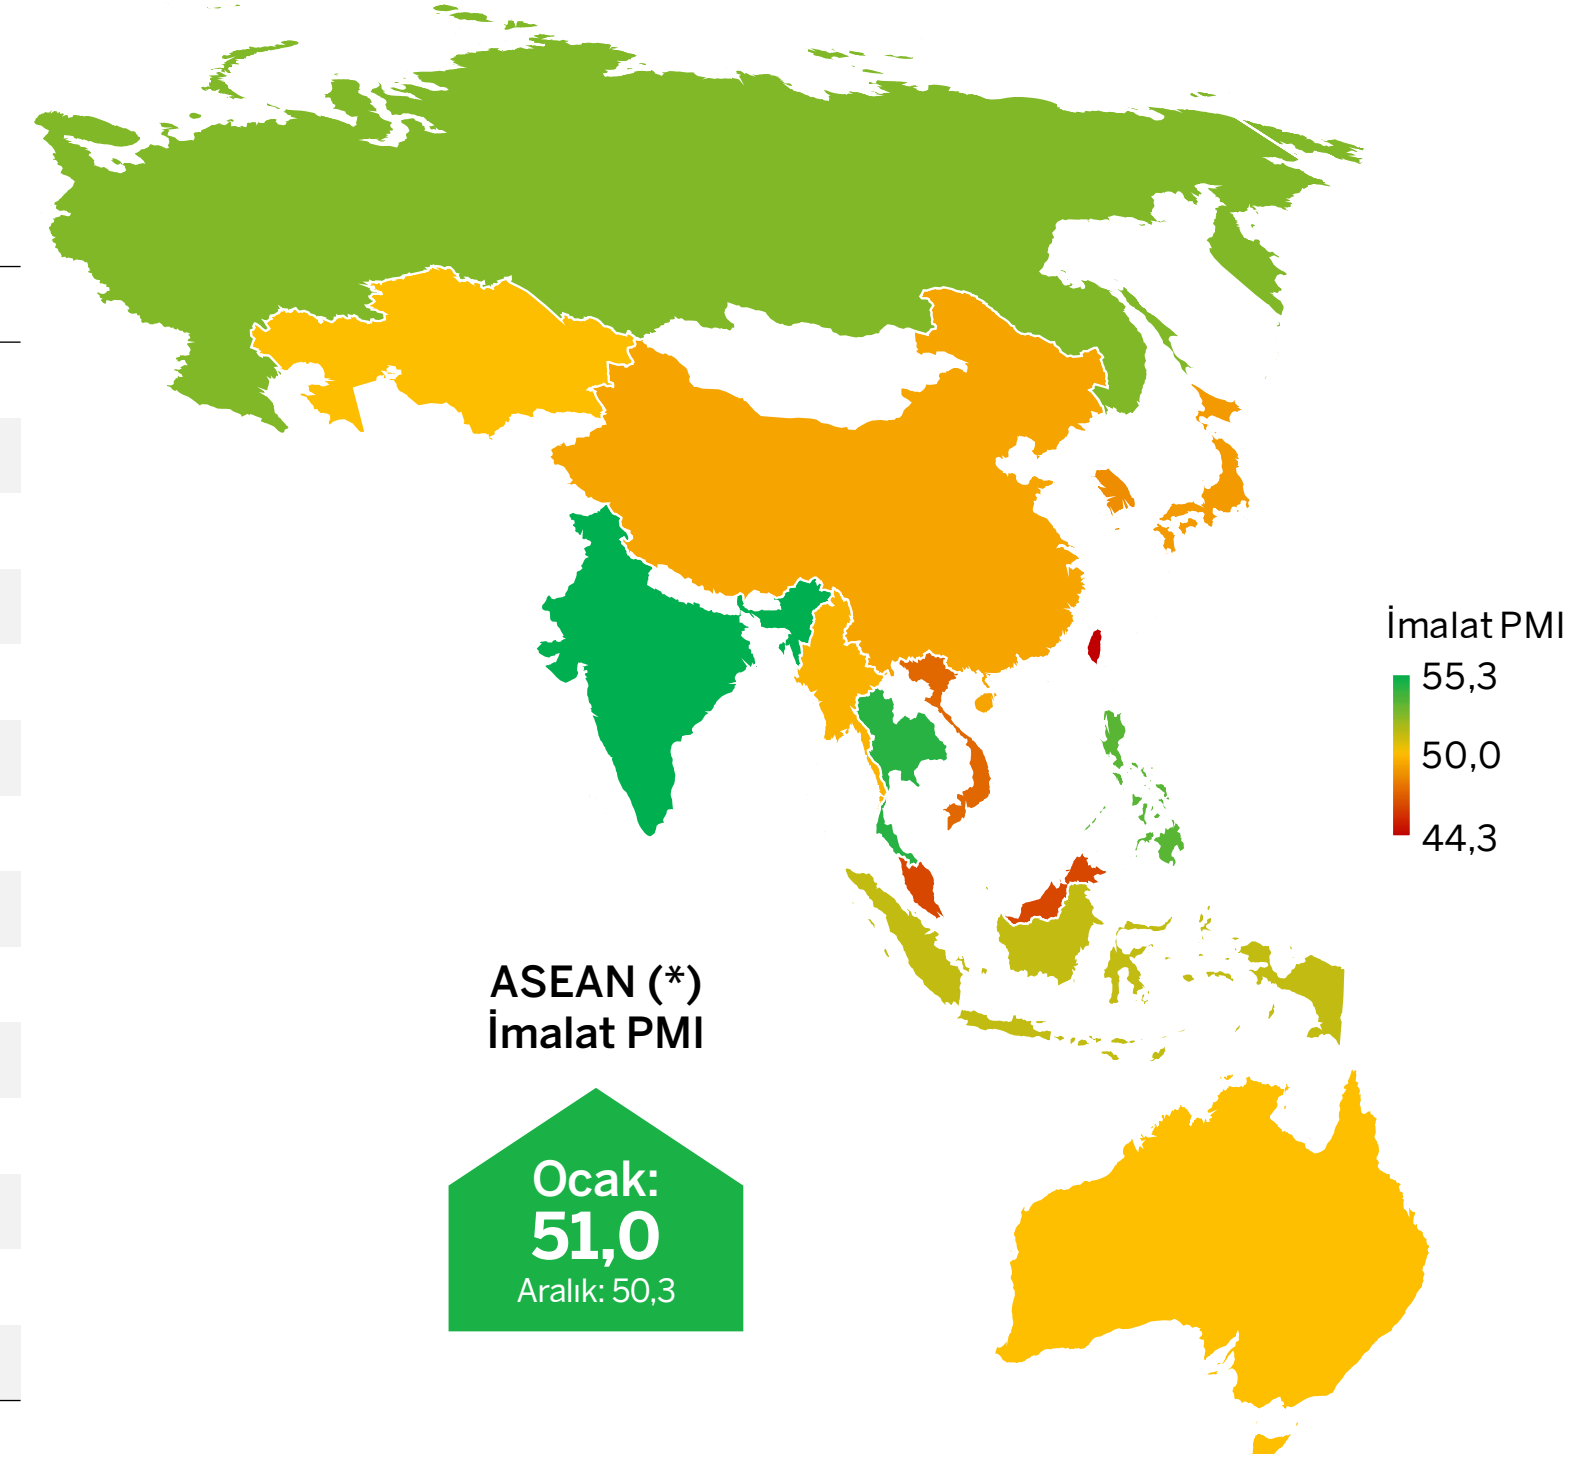 İmalat PMI
55,3
50,0
44,3
ASEAN (*)
İmalat PMI
Ocak:
51,0
Aralık: 50,3